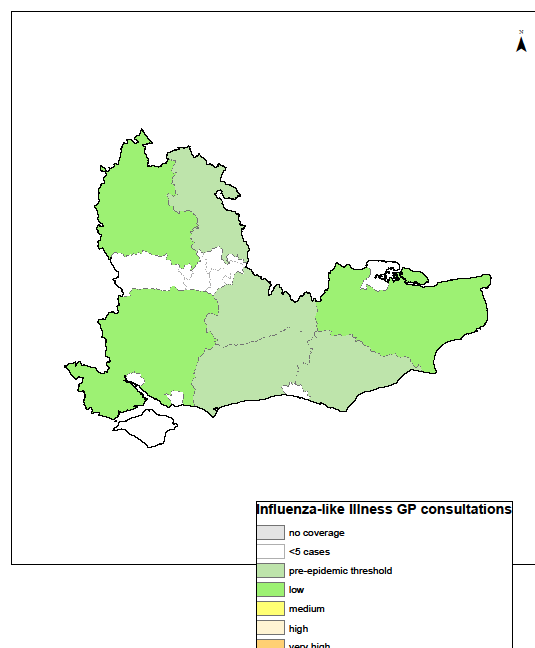 N
Influenza-like Illness GP consultations
no coverage
<5 cases
pre-epidemic threshold
low
medium
high
very high